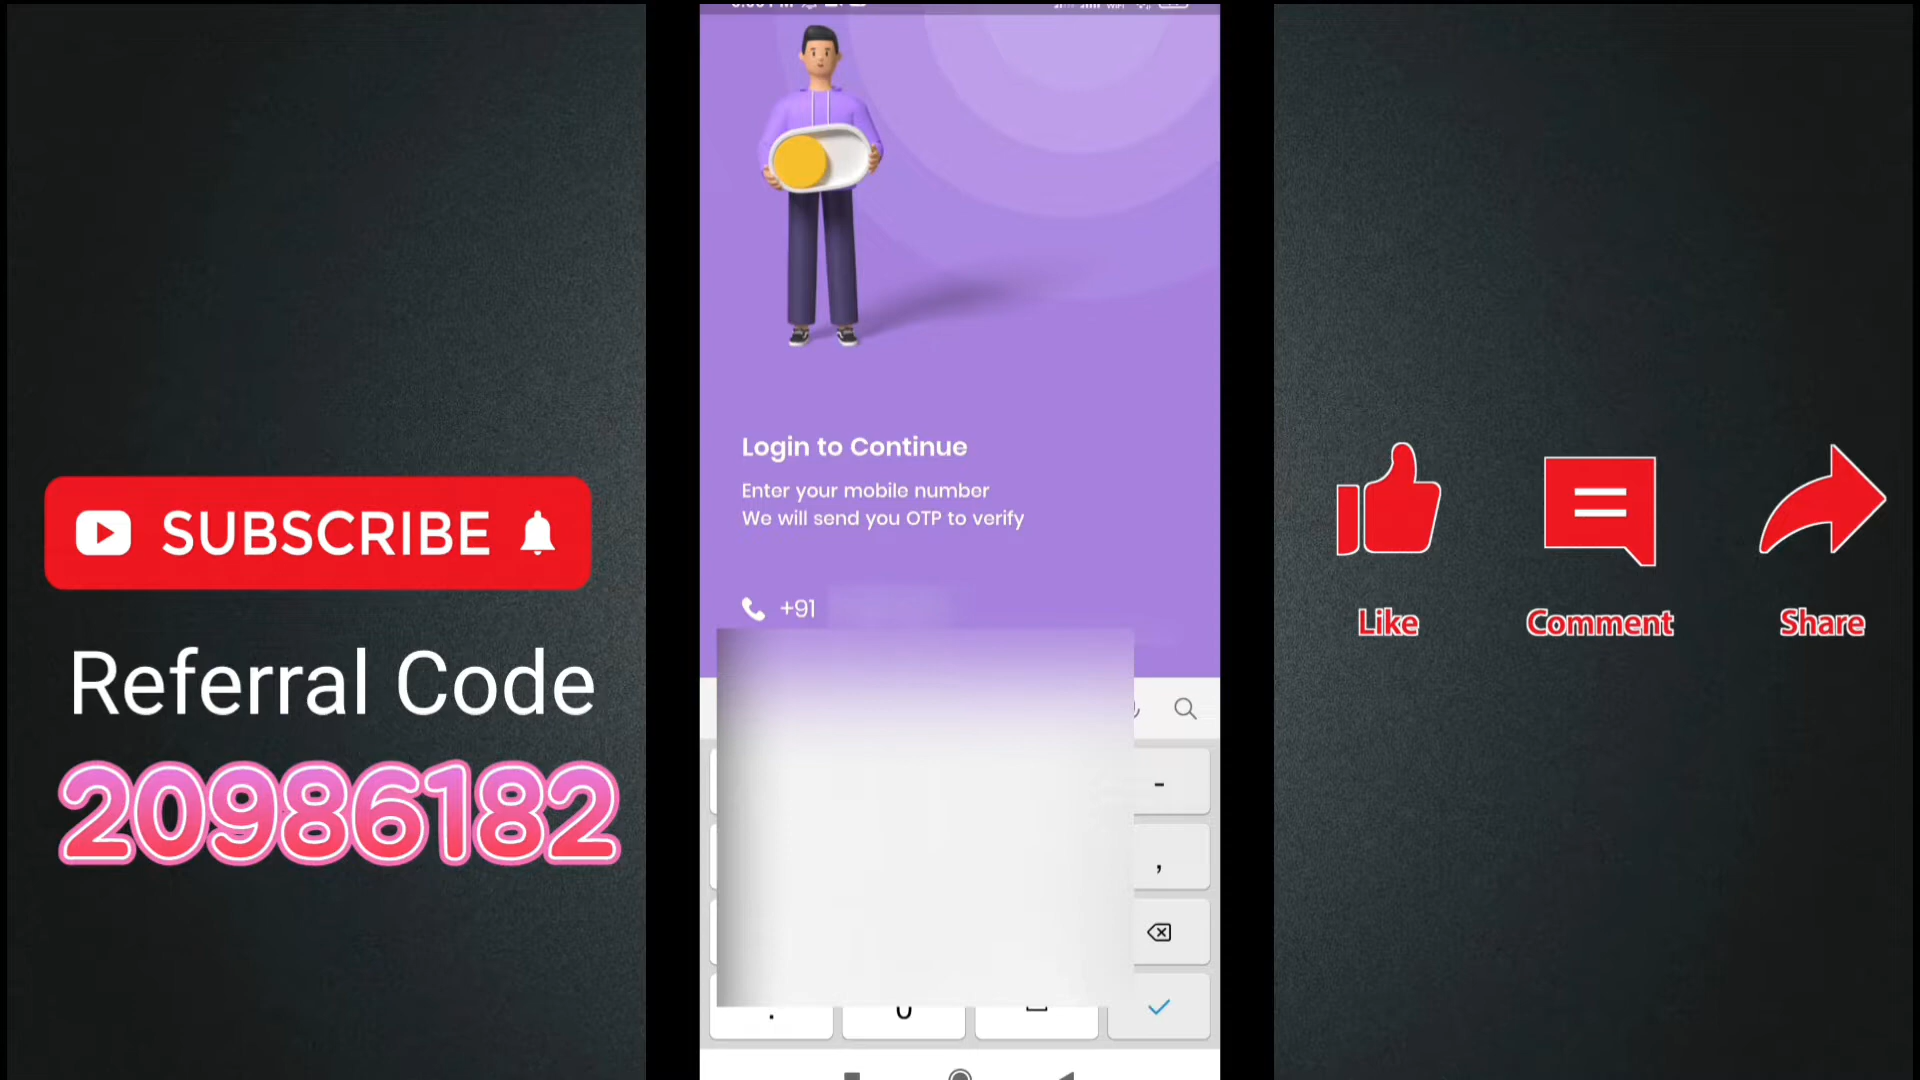 SUBSCRIBE
Referral Code
20986182
Login to Continue
Enter your mobile number
We will send you OTP to verify
+91
-
,
.
Like
Comment
Share